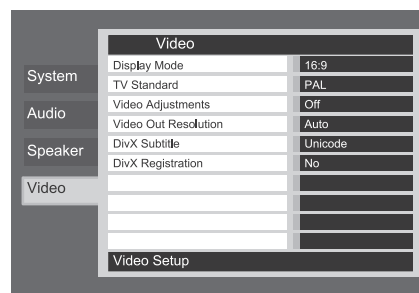 Video
System
Audio
Speaker
Video
Display Mode 16:9
TV Standard PAL
Video Adjustments Off
Video Out Resolution Auto
DivX Subtitle Unicode
DivX Registration No
Video Setup